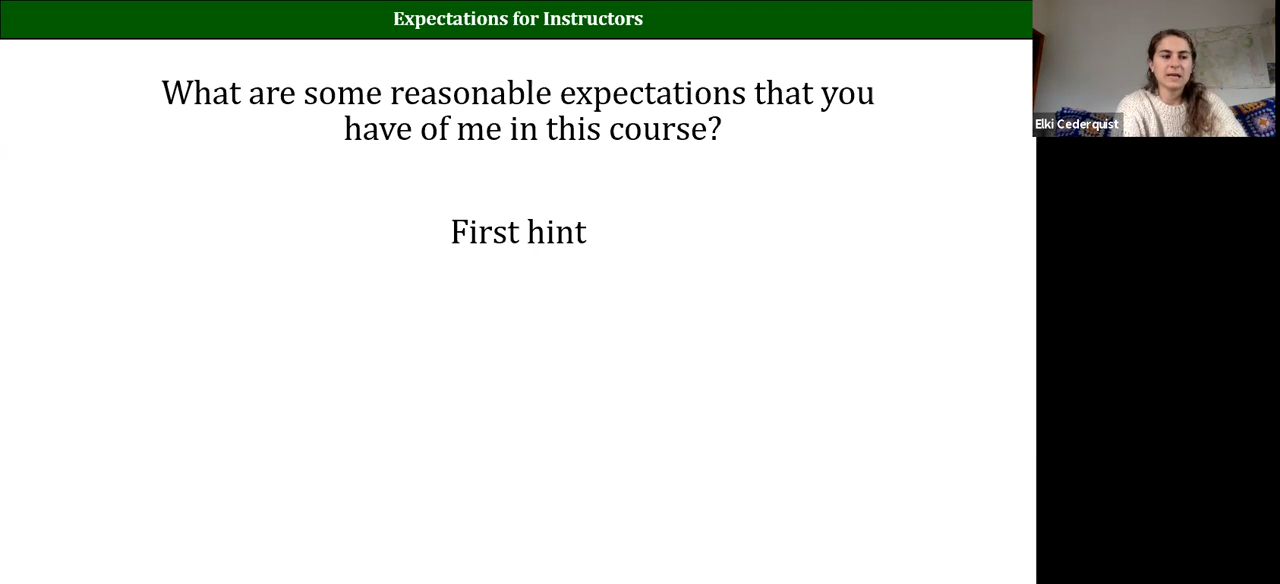 Expectations for Instructors
What are some reasonable expectations that you
have of me in this course?
First hint
Elki Cederquist